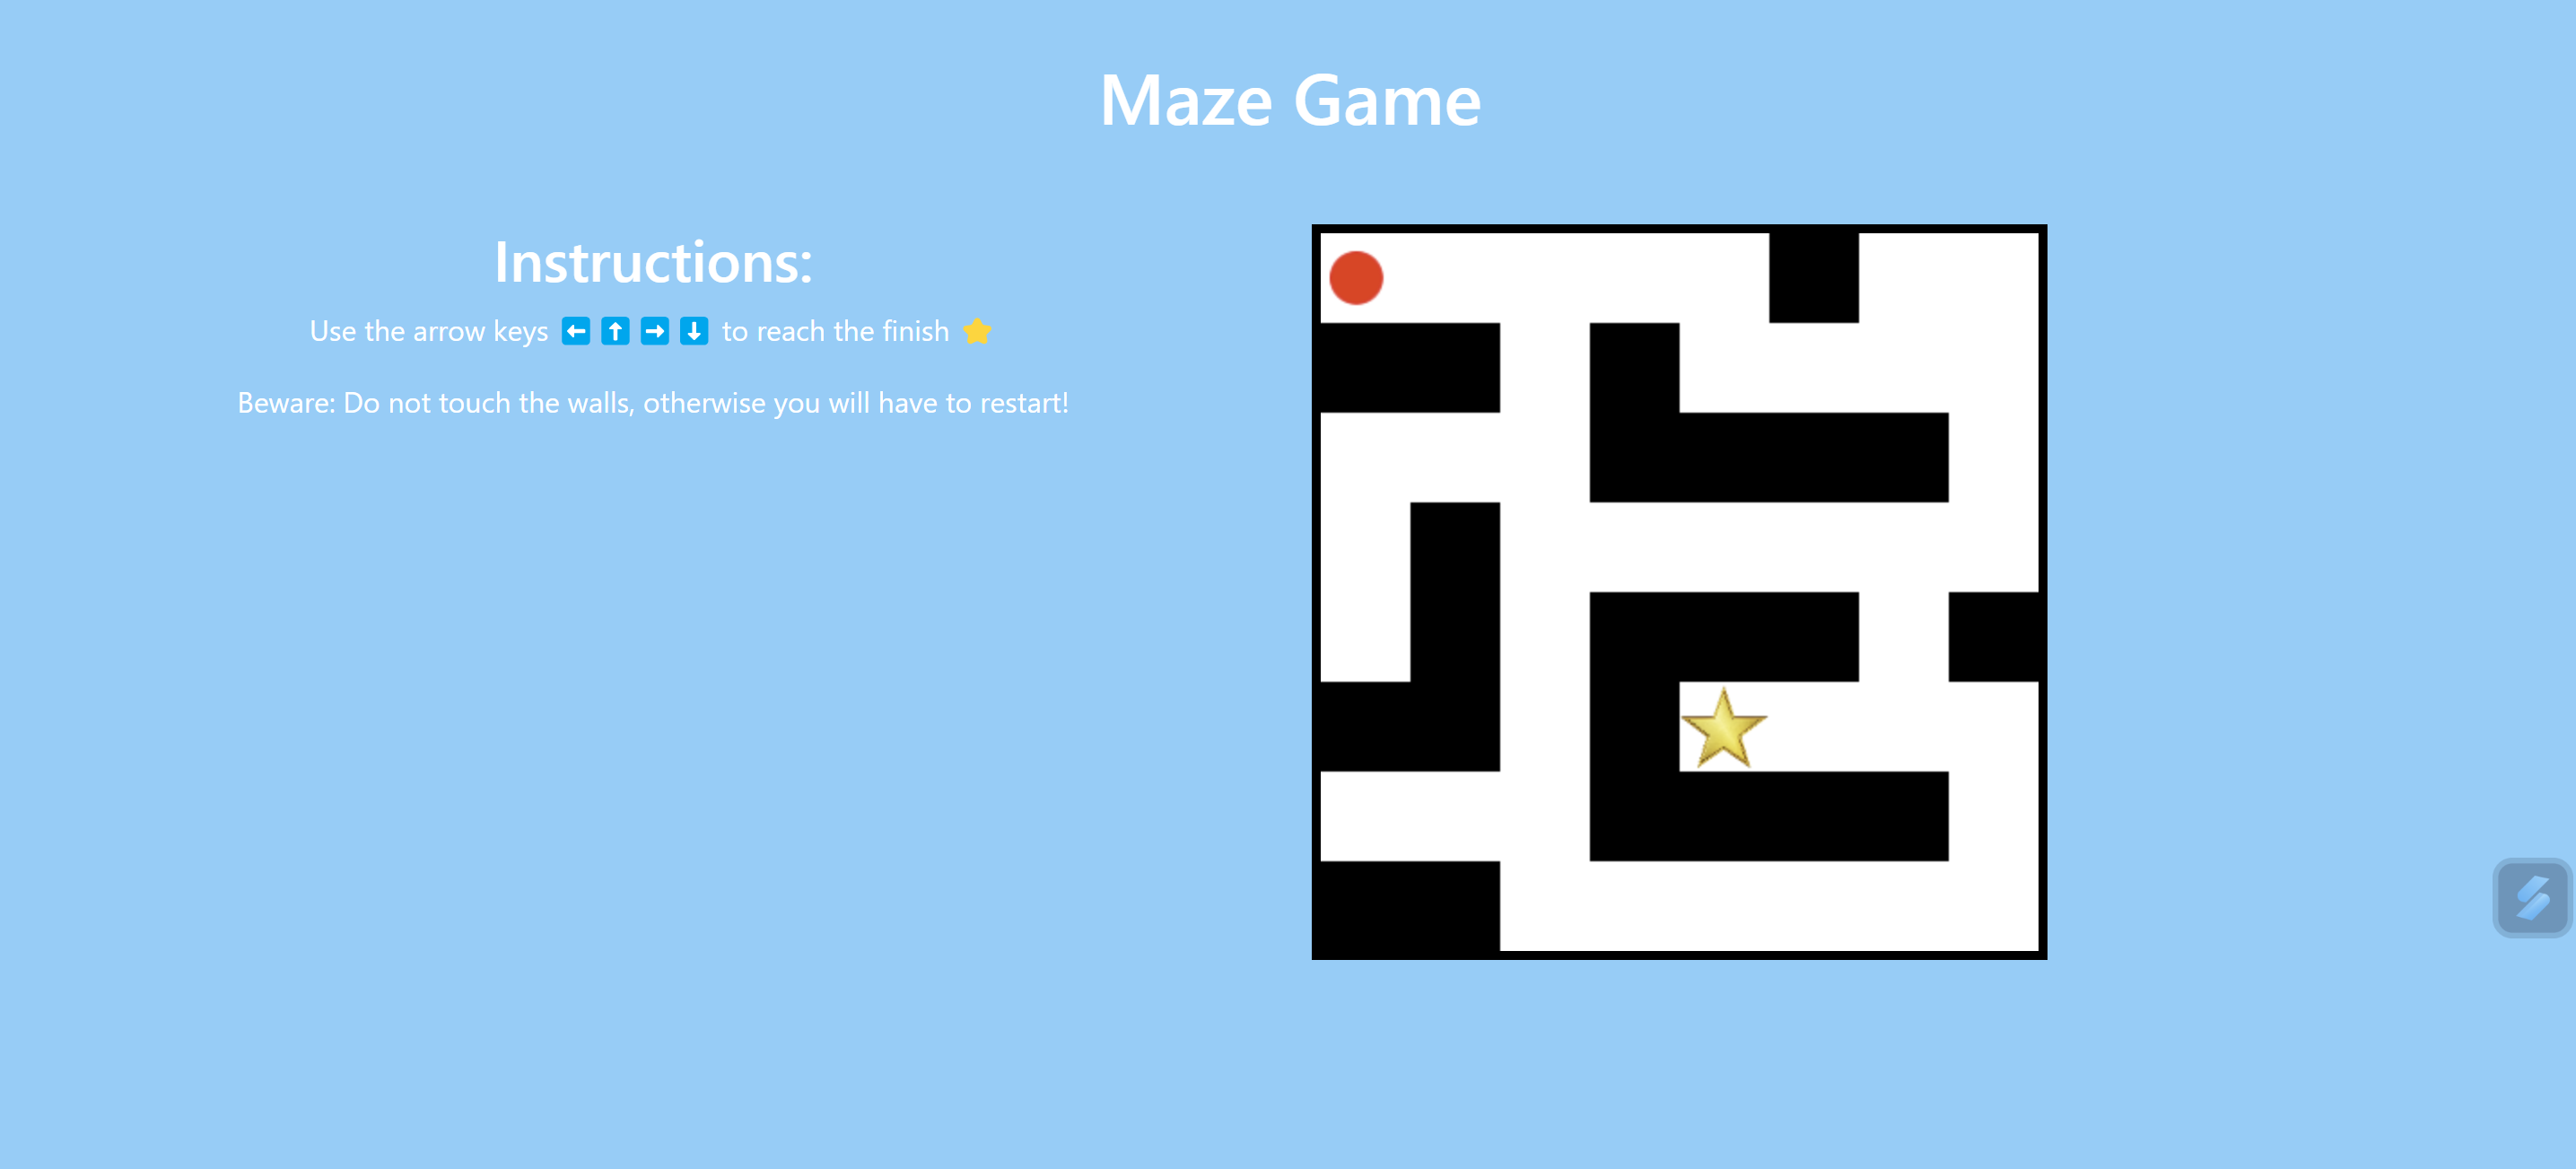 Maze Game
Instructions:
Use the arrow keys ⬅️ ⬆️ ➡️ ⬇️ to reach the finish ⭐
Beware: Do not touch the walls, otherwise you will have to restart!